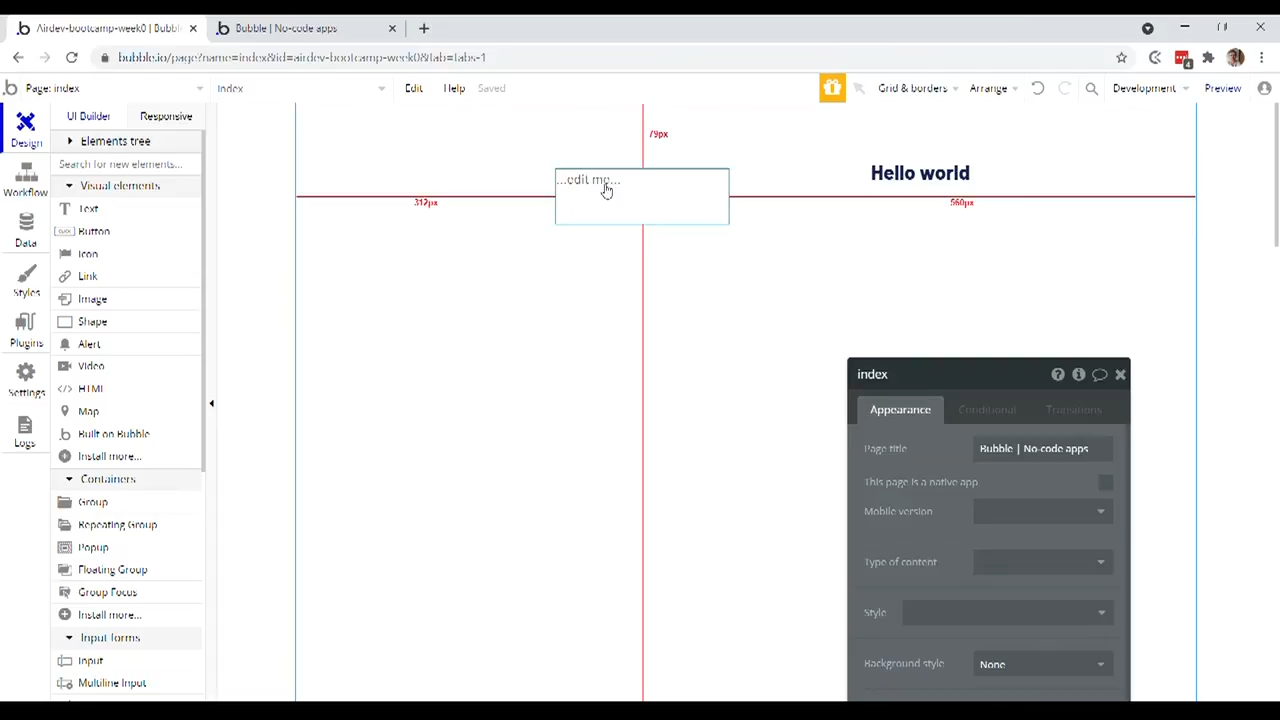 Airdev-bootcamp-week0 | Bubbl
Bubble | No-code apps
bubble.io/page?name=index&id=airdev-bootcamp-week0&tab=tabs-1
4
Page: index
Index
Edit
Help
Saved
Grid & borders
Arrange
Development
Preview
Design
Workflow
Data
Styles
Plugins
Settings
Logs
UI Builder
Responsive
Elements tree
Search for new elements...
Visual elements
Text
Button
Icon
Link
Image
Shape
Alert
Video
</> HTML
Map
Built on Bubble
Install more...
Containers
Group
Repeating Group
Popup
Floating Group
Group Focus
Install more...
Input forms
Input
Multiline Input
79px
...edit me...
Hello world
312px
560px
index
Appearance
Conditional
Transitions
Page title
Bubble | No-code apps
This page is a native app
Mobile version
Type of content
Style
Background style
None